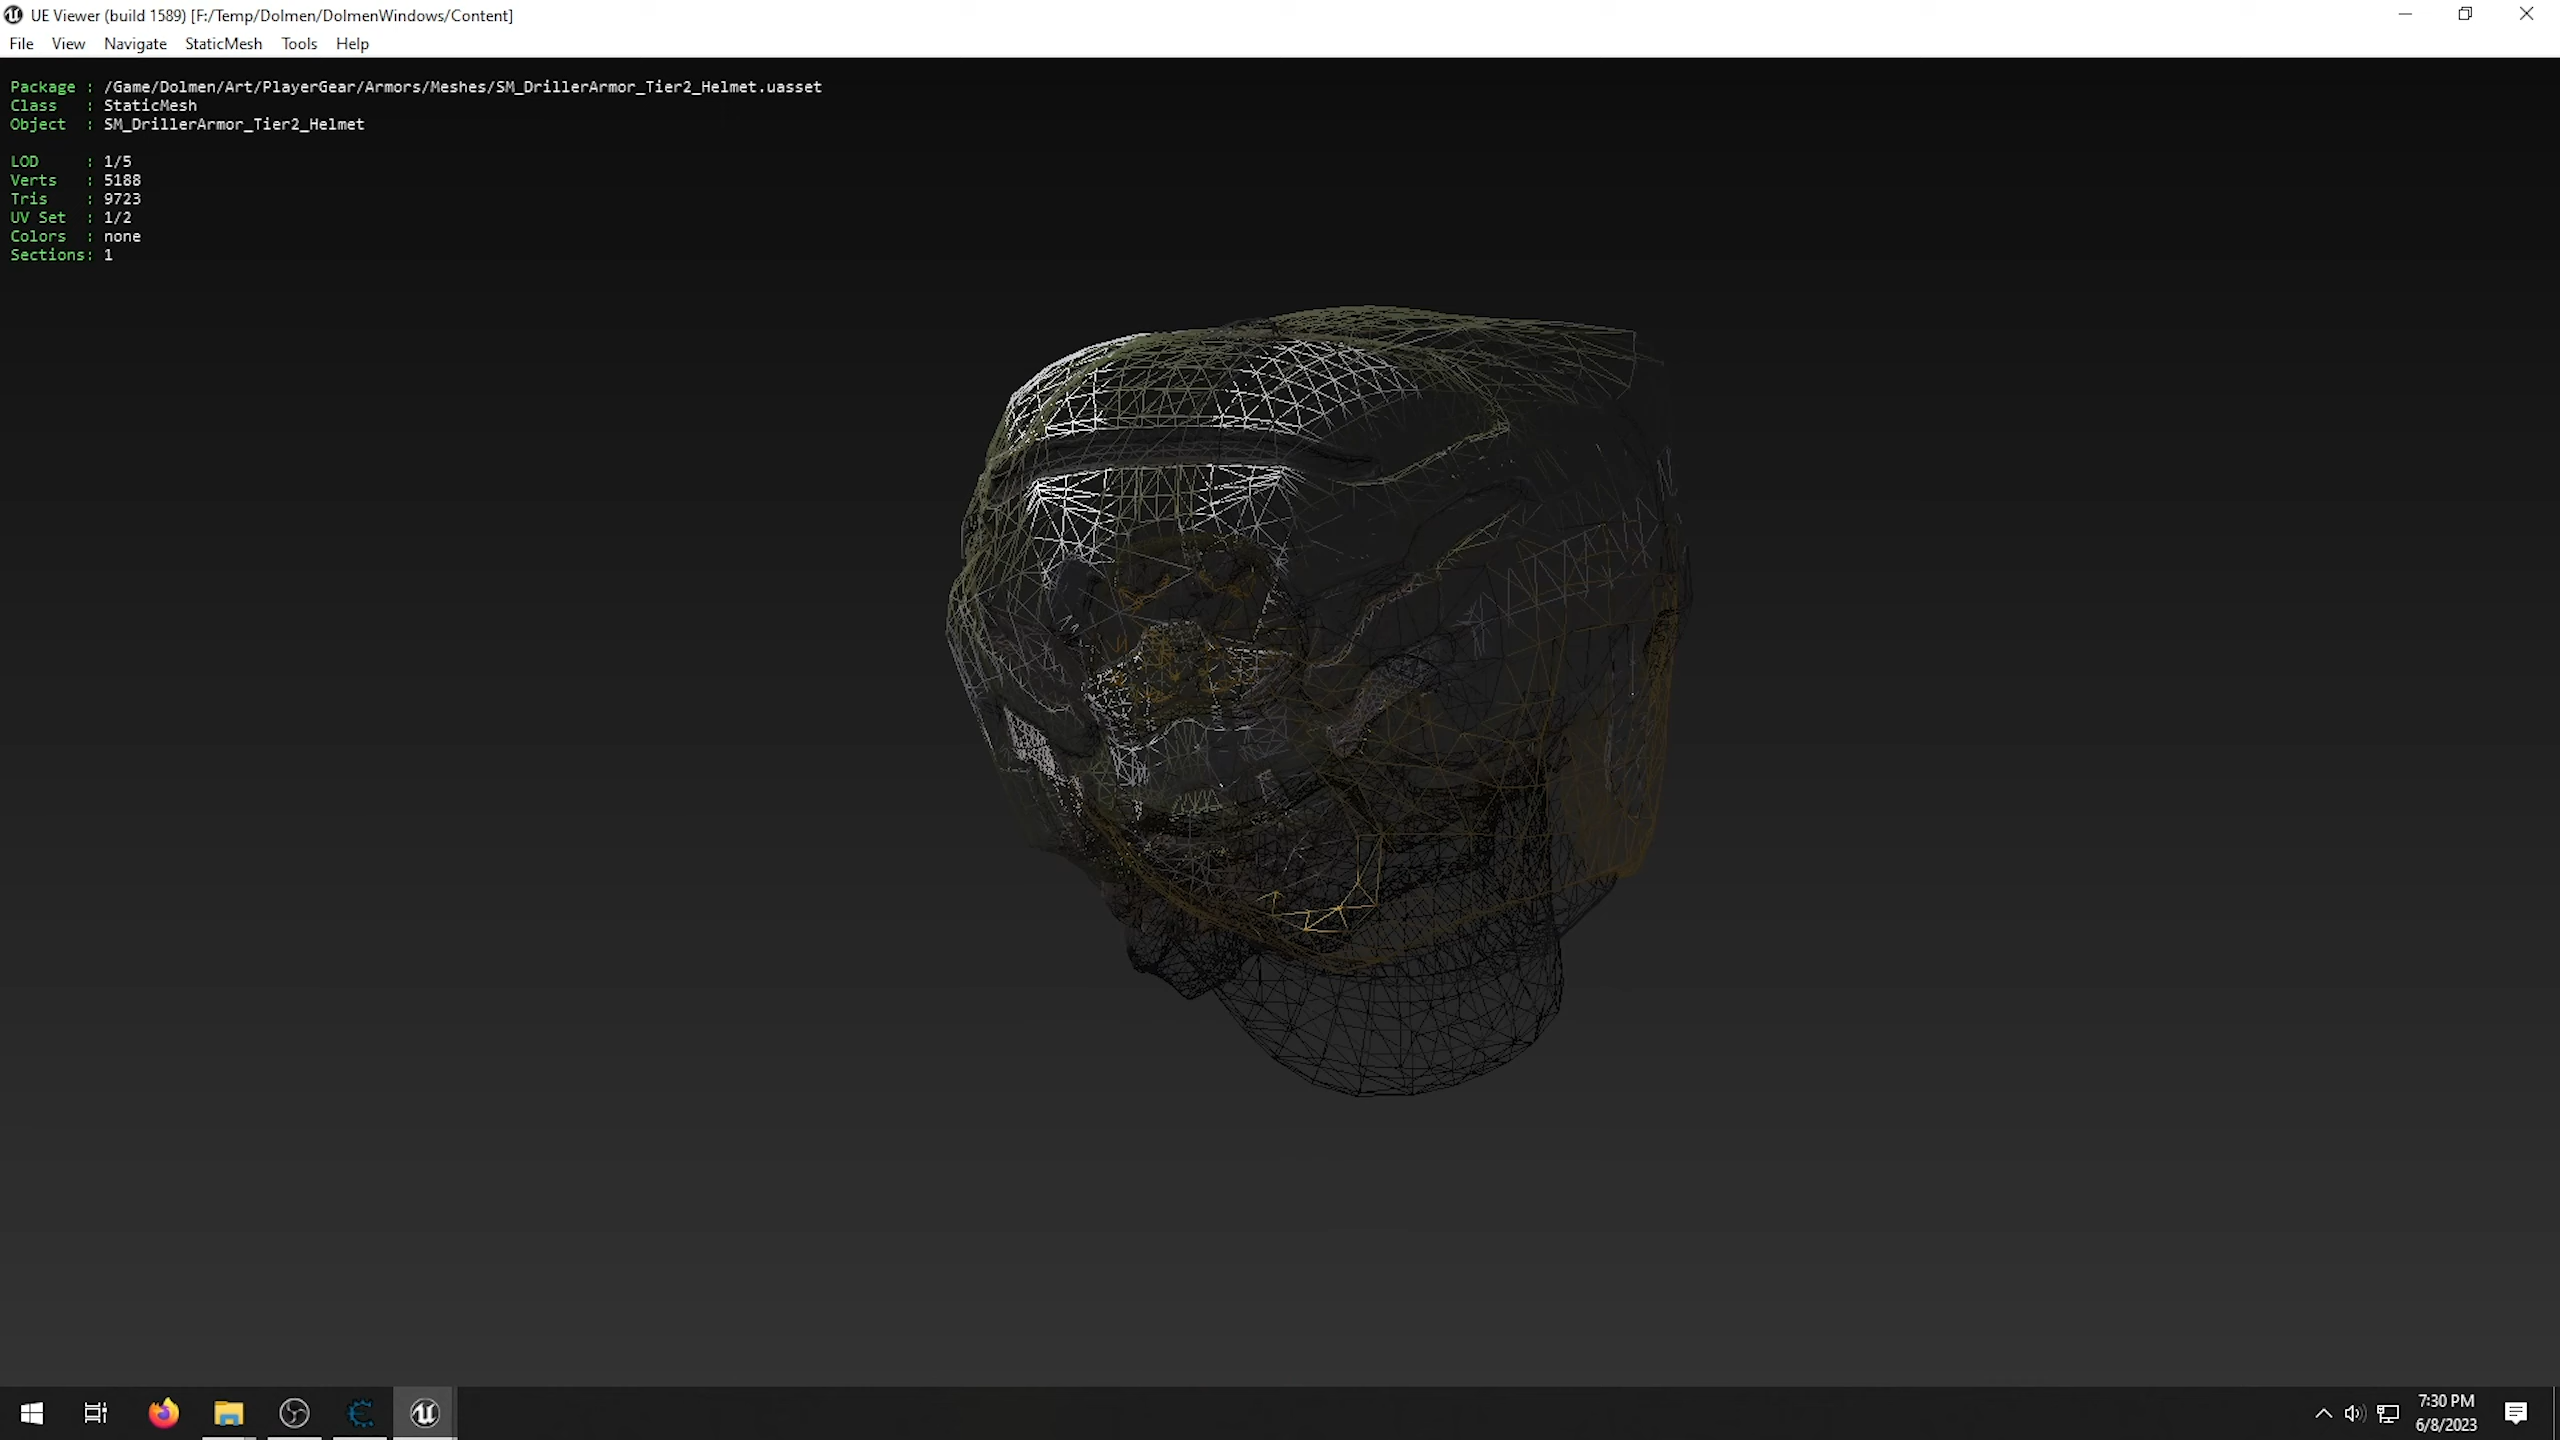 UE Viewer (build 1589) [F:/Temp/Dolmen/DolmenWindows/Content]
File View Navigate StaticMesh Tools Help
Package : /Game/Dolmen/Art/PlayerGear/Armors/Meshes/SM_DrillerArmor_Tier2_Helmet.uasset
Class : StaticMesh
Object : SM_DrillerArmor_Tier2_Helmet
LOD : 1/5
Verts : 5188
Tris : 9723
UV Set : 1/2
Colors : none
Sections: 1
7:30 PM
6/8/2023